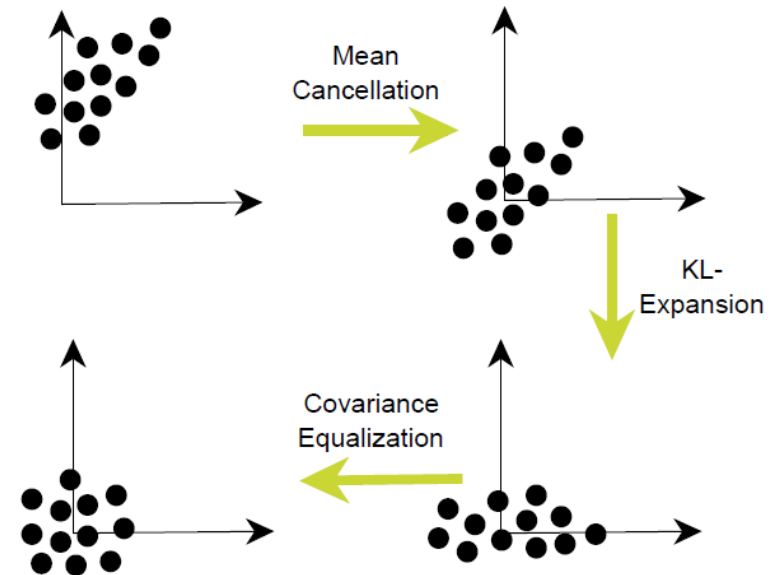 Mean
Cancellation
KL-
Expansion
Covariance
Equalization